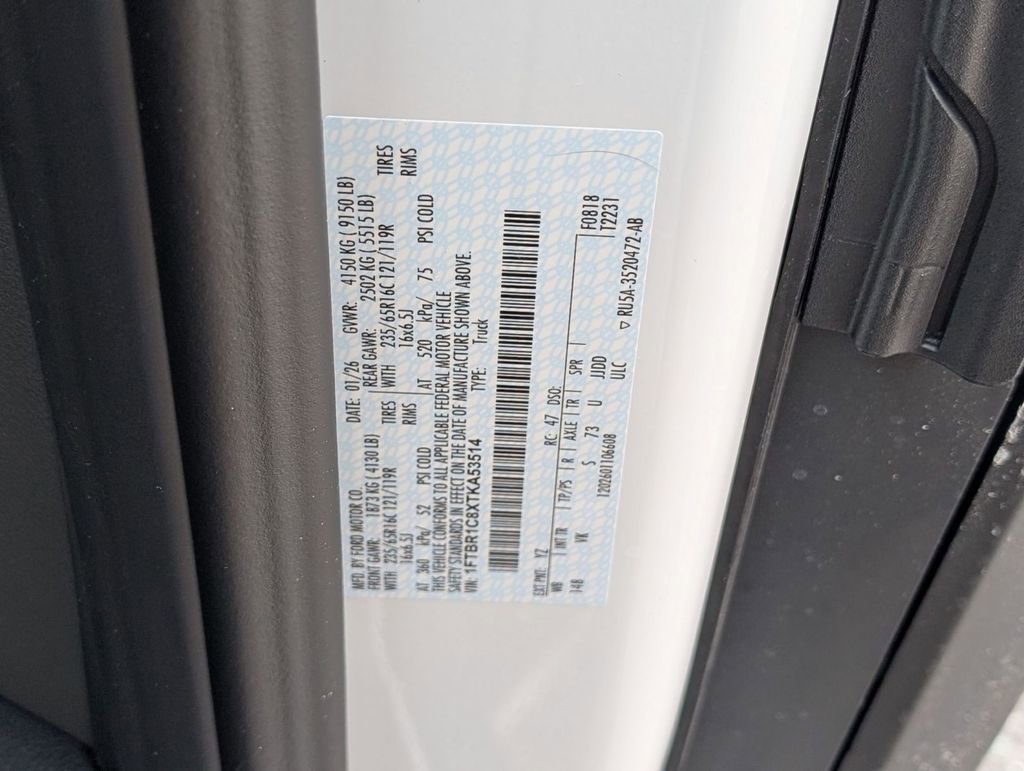 MFD. BY FORD MOTOR CO. DATE: 01/26 GVWR: 4150 KG ( 9150 LB)
FRONT GAWR: 1873 KG ( 4130 LB) REAR GAWR: 2502 KG ( 5515 LB)
WITH 235/65R16C 121/119R TIRES WITH 235/65R16C 121/119R TIRES
16x6.5J RIMS 16x6.5J RIMS
AT 360 kPa/ 52 PSI COLD AT 520 kPa/ 75 PSI COLD
THIS VEHICLE CONFORMS TO ALL APPLICABLE FEDERAL MOTOR VEHICLE
SAFETY STANDARDS IN EFFECT ON THE DATE OF MANUFACTURE SHOWN ABOVE.
VIN: 1FTBR1C8XTKA53514 TYPE: Truck
EXT PNT: YZ RC: 47 DSO: F0818
WB INT TR TP/PS R AXLE TR SPR T2231
148 VK S 73 U JJDD
1202601106608 ULC ▽ RU5A-3520472-AB